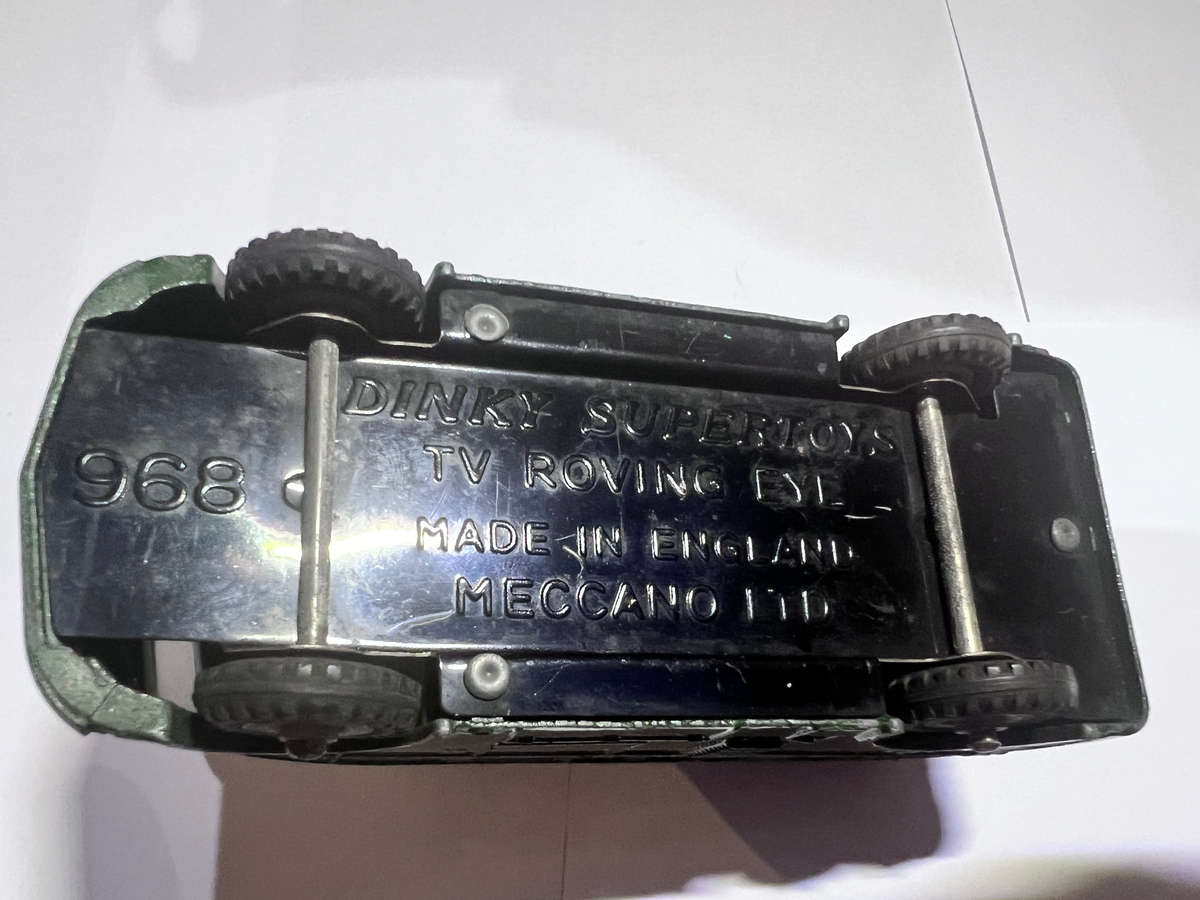 968
DINKY SUPERTOYS
TV ROVING EYE
MADE IN ENGLAND
MECCANO LTD